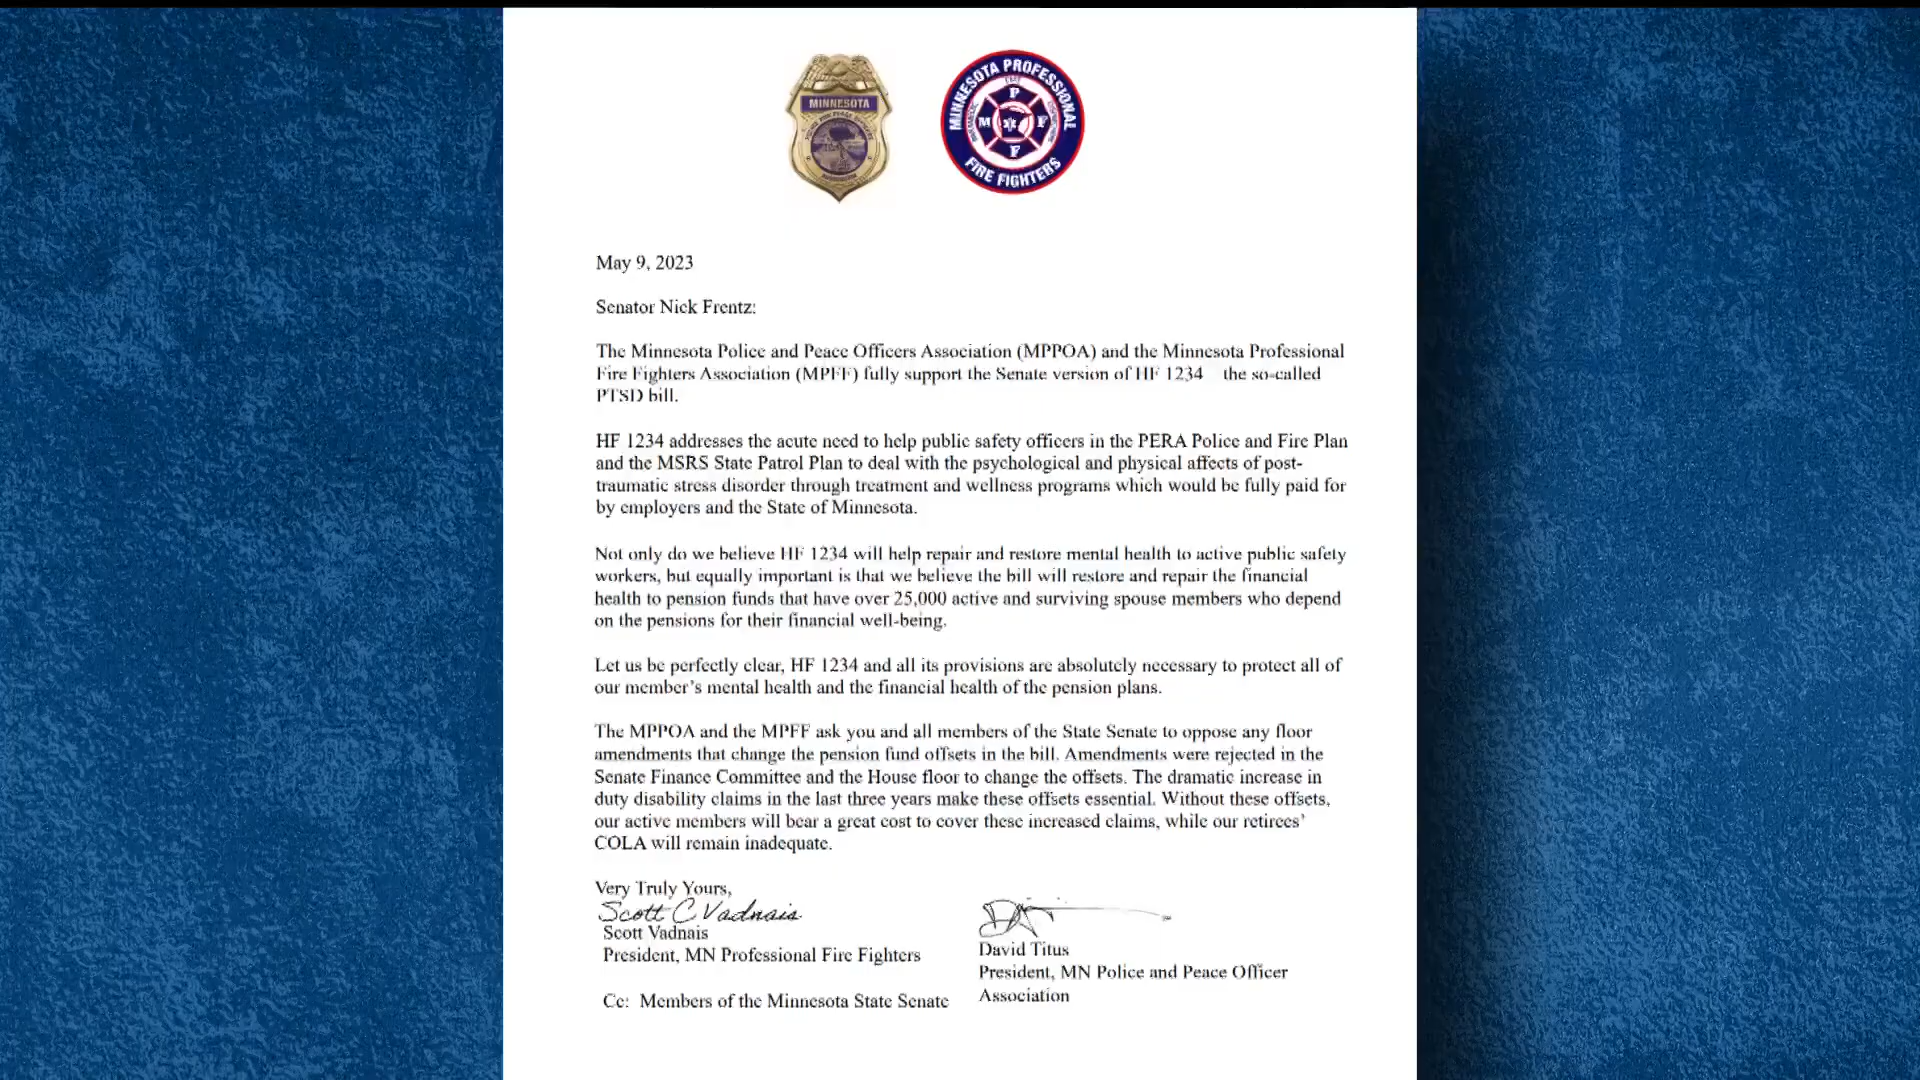 MINNESOTA
MINNESOTA PROFESSIONAL
FIRE FIGHTERS
P
M F
F
May 9, 2023
Senator Nick Frentz:
The Minnesota Police and Peace Officers Association (MPPOA) and the Minnesota Professional
Fire Fighters Association (MPFF) fully support the Senate version of HF 1234 the so-called
PTSD bill.
HF 1234 addresses the acute need to help public safety officers in the PERA Police and Fire Plan
and the MSRS State Patrol Plan to deal with the psychological and physical affects of post-
traumatic stress disorder through treatment and wellness programs which would be fully paid for
by employers and the State of Minnesota.
Not only do we believe HF 1234 will help repair and restore mental health to active public safety
workers, but equally important is that we believe the bill will restore and repair the financial
health to pension funds that have over 25,000 active and surviving spouse members who depend
on the pensions for their financial well-being.
Let us be perfectly clear, HF 1234 and all its provisions are absolutely necessary to protect all of
our member's mental health and the financial health of the pension plans.
The MPPOA and the MPFF ask you and all members of the State Senate to oppose any floor
amendments that change the pension fund offsets in the bill. Amendments were rejected in the
Senate Finance Committee and the House floor to change the offsets. The dramatic increase in
duty disability claims in the last three years make these offsets essential. Without these offsets,
our active members will bear a great cost to cover these increased claims, while our retirees'
COLA will remain inadequate.
Very Truly Yours,
Scott C Vadnais
Scott Vadnais
President, MN Professional Fire Fighters
Cc: Members of the Minnesota State Senate
David Titus
President, MN Police and Peace Officer
Association